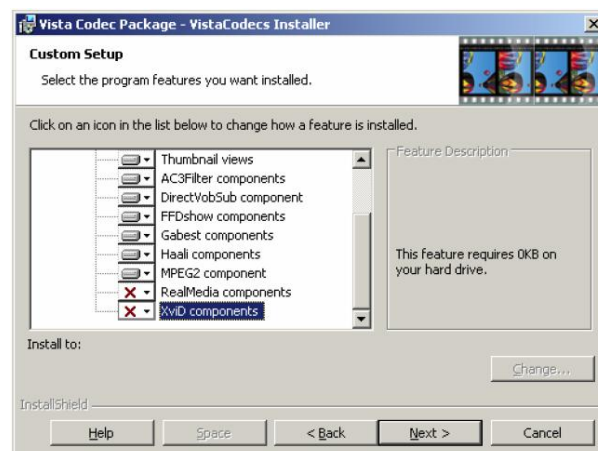 Vista Codec Package - VistaCodecs Installer
Custom Setup
Select the program features you want installed.
Click on an icon in the list below to change how a feature is installed.
Thumbnail views
AC3Filter components
DirectVobSub component
FFDshow components
Gabest components
Haali components
MPEG2 component
RealMedia components
XviD components
Feature Description
This feature requires 0KB on
your hard drive.
Install to:
Change...
InstallShield
Help
Space
< Back
Next >
Cancel